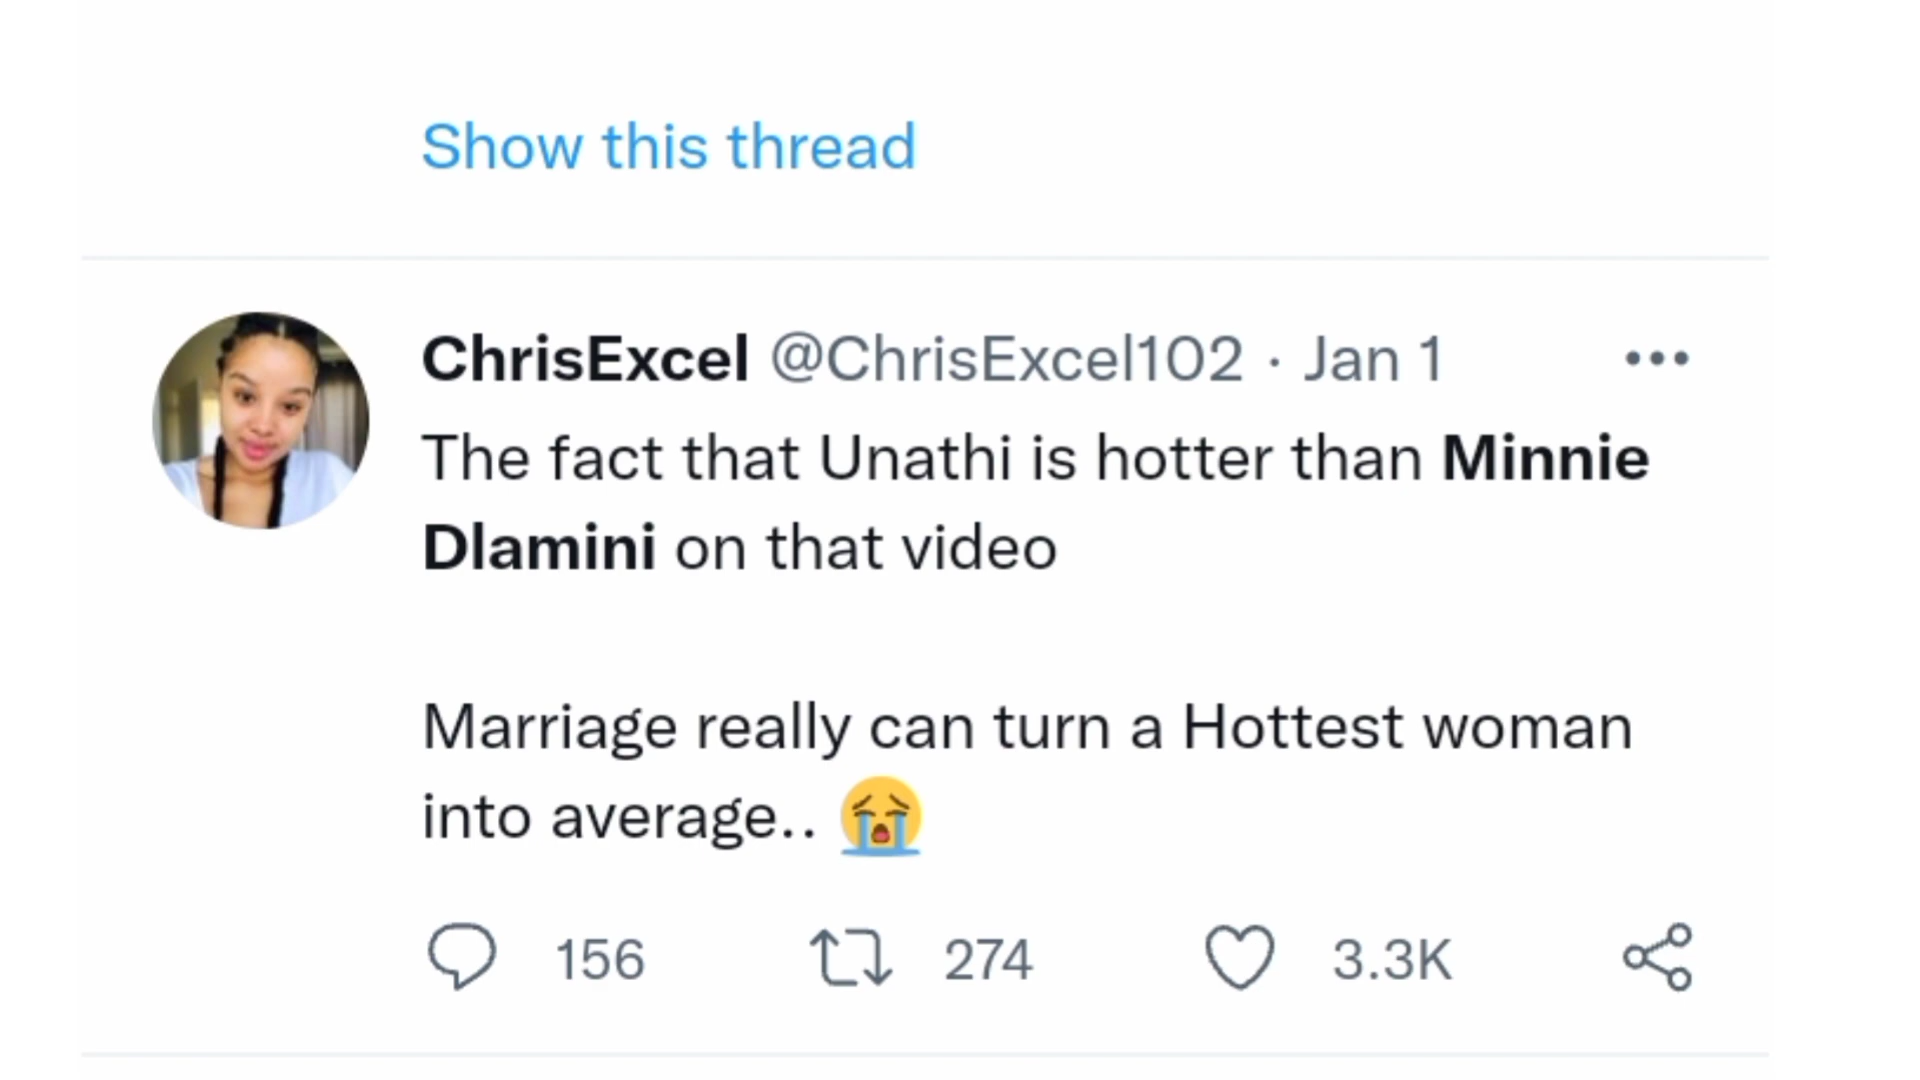 Show this thread
ChrisExcel @ChrisExcel102 · Jan 1 ...
The fact that Unathi is hotter than Minnie
Dlamini on that video
Marriage really can turn a Hottest woman
into average.. 😭
156 274 3.3K